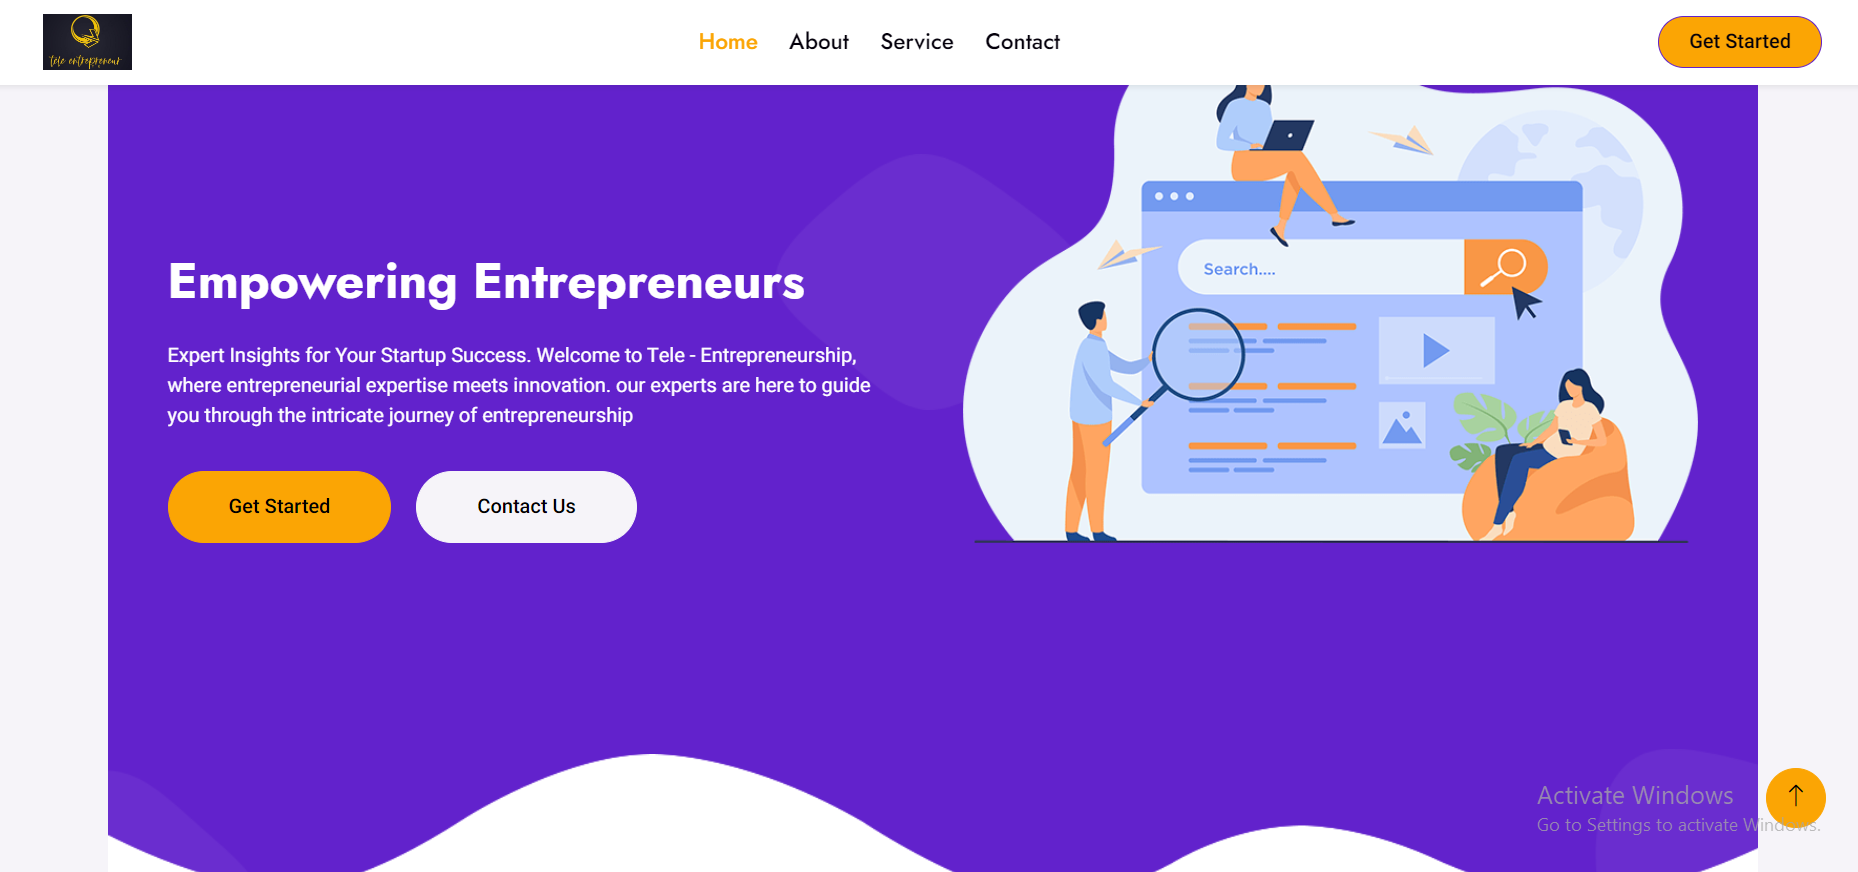 tele entrepreneur
Home About Service Contact
Get Started
Search....
Empowering Entrepreneurs
Expert Insights for Your Startup Success. Welcome to Tele - Entrepreneurship,
where entrepreneurial expertise meets innovation. our experts are here to guide
you through the intricate journey of entrepreneurship
Get Started
Contact Us
Activate Windows
Go to Settings to activate Windows.